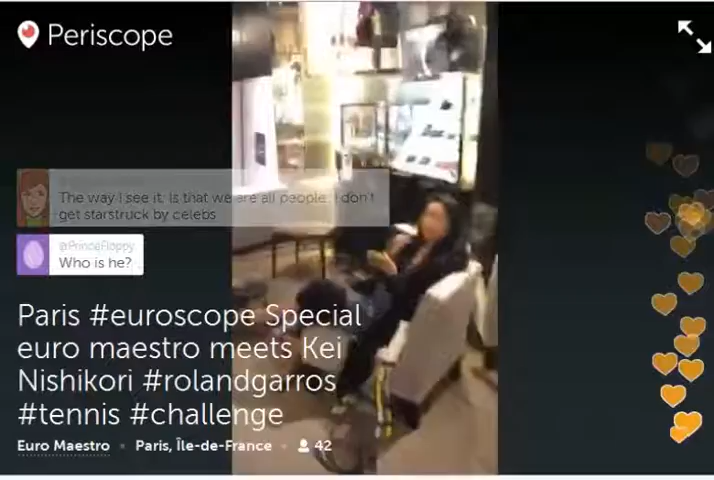 Periscope
The way I see it. Is that we are all people. I don't
get starstruck by celebs
@PrinceFloppy
Who is he?
Paris #euroscope Special
euro maestro meets Kei
Nishikori #rolandgarros
#tennis #challenge
Euro Maestro Paris, Île-de-France 42